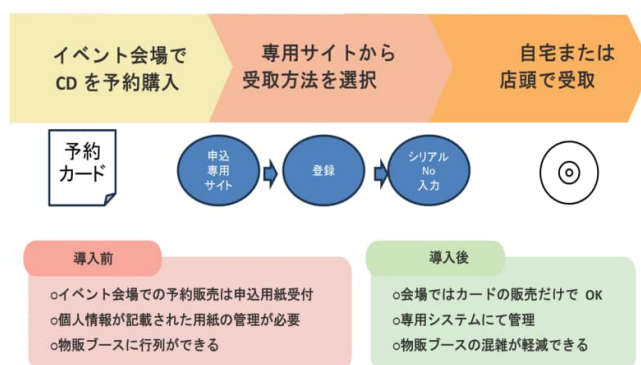 イベント会場で
CD を予約購入
専用サイトから
受取方法を選択
自宅または
店頭で受取
予約
カード
申込
専用
サイト
登録
シリアル
No
入力
導入前
○イベント会場での予約販売は申込用紙受付
○個人情報が記載された用紙の管理が必要
○物販ブースに行列ができる
導入後
○会場ではカードの販売だけで OK
○専用システムにて管理
○物販ブースの混雑が軽減できる